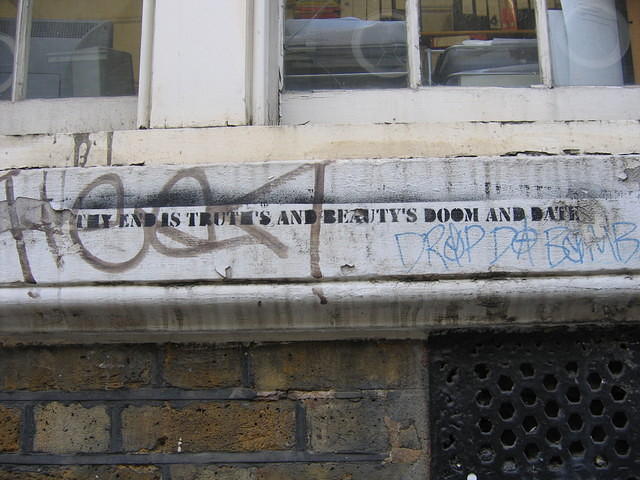 THY END IS TRUTH'S AND BEAUTY'S DOOM AND DATE
DROP DA BOMB